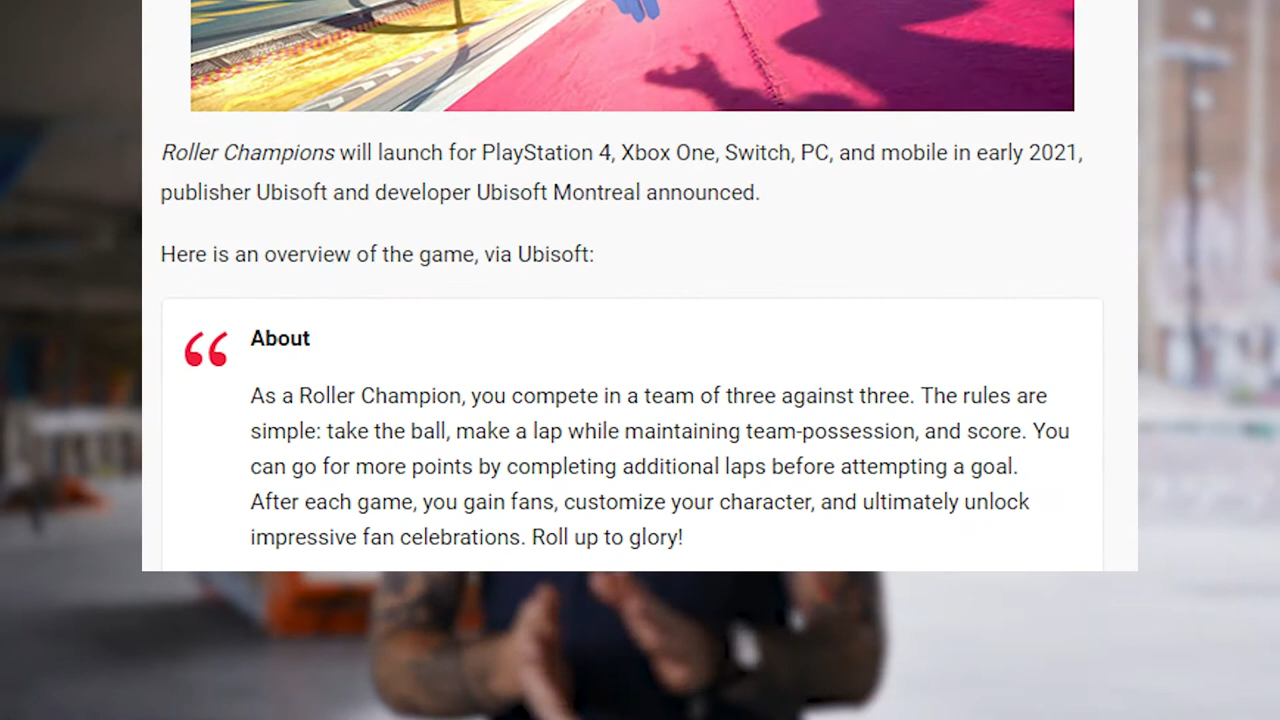 Roller Champions will launch for PlayStation 4, Xbox One, Switch, PC, and mobile in early 2021,
publisher Ubisoft and developer Ubisoft Montreal announced.
Here is an overview of the game, via Ubisoft:
“ About
As a Roller Champion, you compete in a team of three against three. The rules are
simple: take the ball, make a lap while maintaining team-possession, and score. You
can go for more points by completing additional laps before attempting a goal.
After each game, you gain fans, customize your character, and ultimately unlock
impressive fan celebrations. Roll up to glory!